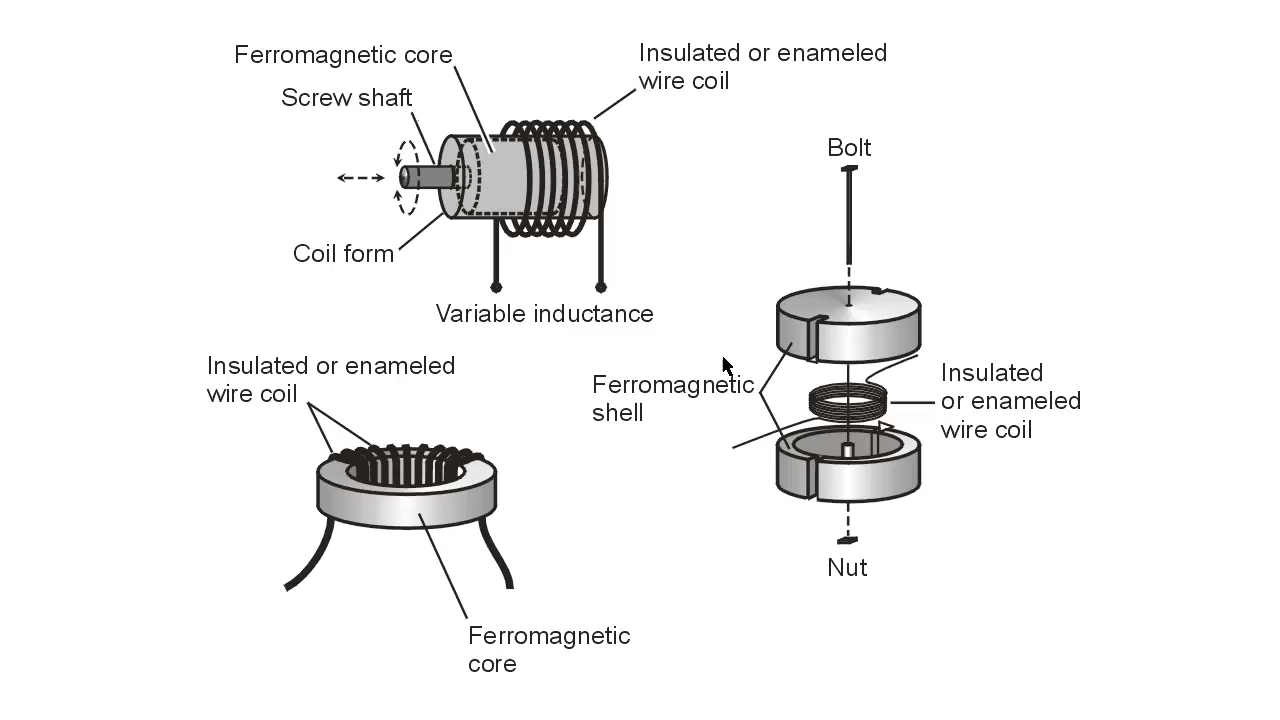 Ferromagnetic core
Screw shaft
Insulated or enameled
wire coil
Coil form
Variable inductance
Insulated or enameled
wire coil
Ferromagnetic
core
Bolt
Ferromagnetic
shell
Insulated
or enameled
wire coil
Nut